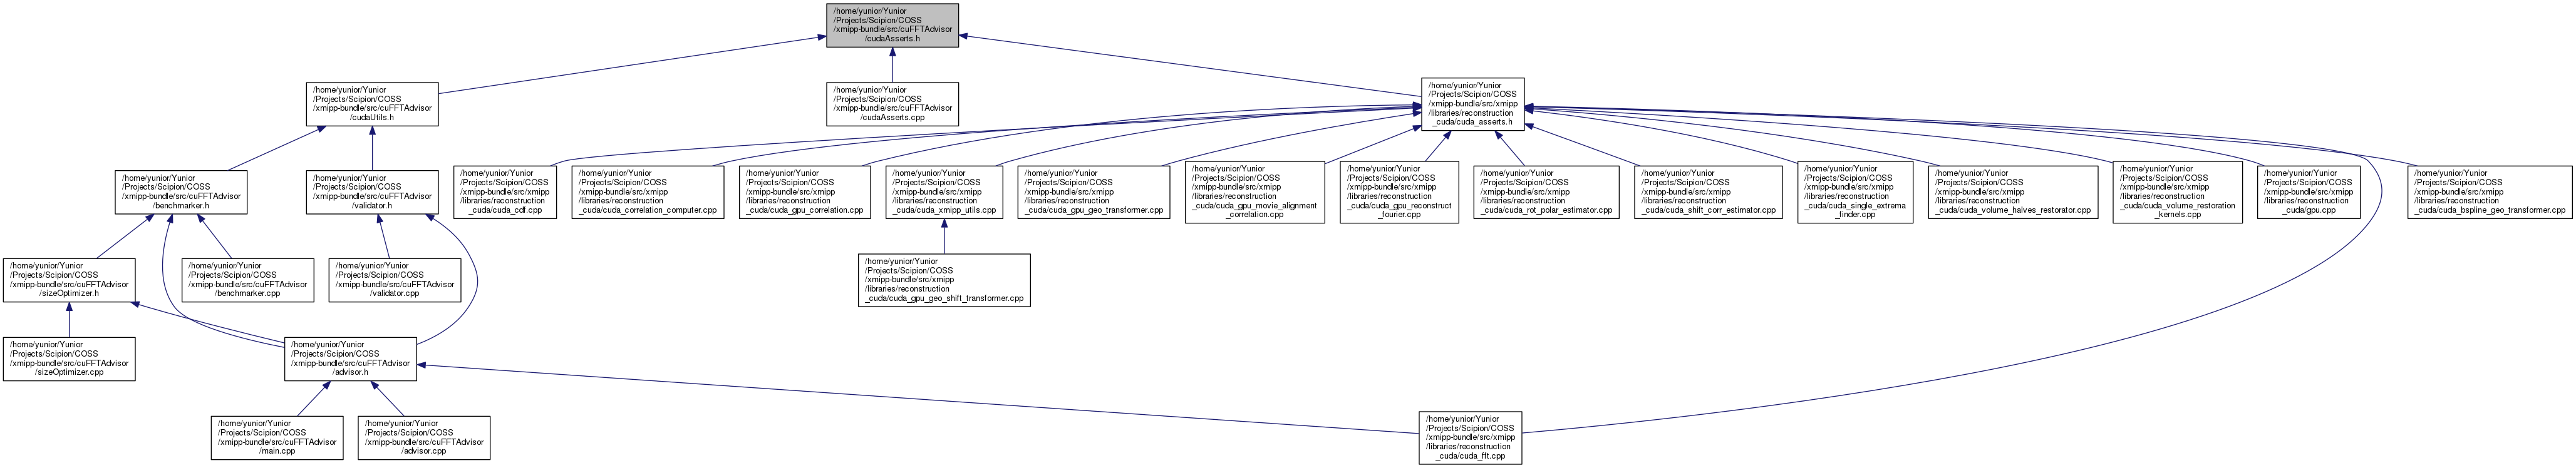 /home/yunior/Yunior
/Projects/Scipion/COSS
/xmipp-bundle/src/cuFFTAdvisor
/cudaAsserts.h
/home/yunior/Yunior
/Projects/Scipion/COSS
/xmipp-bundle/src/cuFFTAdvisor
/cudaUtils.h
/home/yunior/Yunior
/Projects/Scipion/COSS
/xmipp-bundle/src/cuFFTAdvisor
/cudaAsserts.cpp
/home/yunior/Yunior
/Projects/Scipion/COSS
/xmipp-bundle/src/xmipp
/libraries/reconstruction
_cuda/cuda_asserts.h
/home/yunior/Yunior
/Projects/Scipion/COSS
/xmipp-bundle/src/cuFFTAdvisor
/benchmarker.h
/home/yunior/Yunior
/Projects/Scipion/COSS
/xmipp-bundle/src/cuFFTAdvisor
/validator.h
/home/yunior/Yunior
/Projects/Scipion/COSS
/xmipp-bundle/src/xmipp
/libraries/reconstruction
_cuda/cuda_cdf.cpp
/home/yunior/Yunior
/Projects/Scipion/COSS
/xmipp-bundle/src/xmipp
/libraries/reconstruction
_cuda/cuda_correlation_computer.cpp
/home/yunior/Yunior
/Projects/Scipion/COSS
/xmipp-bundle/src/xmipp
/libraries/reconstruction
_cuda/cuda_gpu_correlation.cpp
/home/yunior/Yunior
/Projects/Scipion/COSS
/xmipp-bundle/src/xmipp
/libraries/reconstruction
_cuda/cuda_xmipp_utils.cpp
/home/yunior/Yunior
/Projects/Scipion/COSS
/xmipp-bundle/src/xmipp
/libraries/reconstruction
_cuda/cuda_gpu_geo_transformer.cpp
/home/yunior/Yunior
/Projects/Scipion/COSS
/xmipp-bundle/src/xmipp
/libraries/reconstruction
_cuda/cuda_gpu_movie_alignment
_correlation.cpp
/home/yunior/Yunior
/Projects/Scipion/COSS
/xmipp-bundle/src/xmipp
/libraries/reconstruction
_cuda/cuda_gpu_reconstruct
_fourier.cpp
/home/yunior/Yunior
/Projects/Scipion/COSS
/xmipp-bundle/src/xmipp
/libraries/reconstruction
_cuda/cuda_rot_polar_estimator.cpp
/home/yunior/Yunior
/Projects/Scipion/COSS
/xmipp-bundle/src/xmipp
/libraries/reconstruction
_cuda/cuda_shift_corr_estimator.cpp
/home/yunior/Yunior
/Projects/Scipion/COSS
/xmipp-bundle/src/xmipp
/libraries/reconstruction
_cuda/cuda_single_extrema
_finder.cpp
/home/yunior/Yunior
/Projects/Scipion/COSS
/xmipp-bundle/src/xmipp
/libraries/reconstruction
_cuda/cuda_volume_halves_restorator.cpp
/home/yunior/Yunior
/Projects/Scipion/COSS
/xmipp-bundle/src/xmipp
/libraries/reconstruction
_cuda/cuda_volume_restoration
_kernels.cpp
/home/yunior/Yunior
/Projects/Scipion/COSS
/xmipp-bundle/src/xmipp
/libraries/reconstruction
_cuda/gpu.cpp
/home/yunior/Yunior
/Projects/Scipion/COSS
/xmipp-bundle/src/xmipp
/libraries/reconstruction
_cuda/cuda_bspline_geo_transformer.cpp
/home/yunior/Yunior
/Projects/Scipion/COSS
/xmipp-bundle/src/cuFFTAdvisor
/sizeOptimizer.h
/home/yunior/Yunior
/Projects/Scipion/COSS
/xmipp-bundle/src/cuFFTAdvisor
/benchmarker.cpp
/home/yunior/Yunior
/Projects/Scipion/COSS
/xmipp-bundle/src/cuFFTAdvisor
/validator.cpp
/home/yunior/Yunior
/Projects/Scipion/COSS
/xmipp-bundle/src/xmipp
/libraries/reconstruction
_cuda/cuda_gpu_geo_shift_transformer.cpp
/home/yunior/Yunior
/Projects/Scipion/COSS
/xmipp-bundle/src/cuFFTAdvisor
/sizeOptimizer.cpp
/home/yunior/Yunior
/Projects/Scipion/COSS
/xmipp-bundle/src/cuFFTAdvisor
/advisor.h
/home/yunior/Yunior
/Projects/Scipion/COSS
/xmipp-bundle/src/cuFFTAdvisor
/main.cpp
/home/yunior/Yunior
/Projects/Scipion/COSS
/xmipp-bundle/src/cuFFTAdvisor
/advisor.cpp
/home/yunior/Yunior
/Projects/Scipion/COSS
/xmipp-bundle/src/xmipp
/libraries/reconstruction
_cuda/cuda_fft.cpp